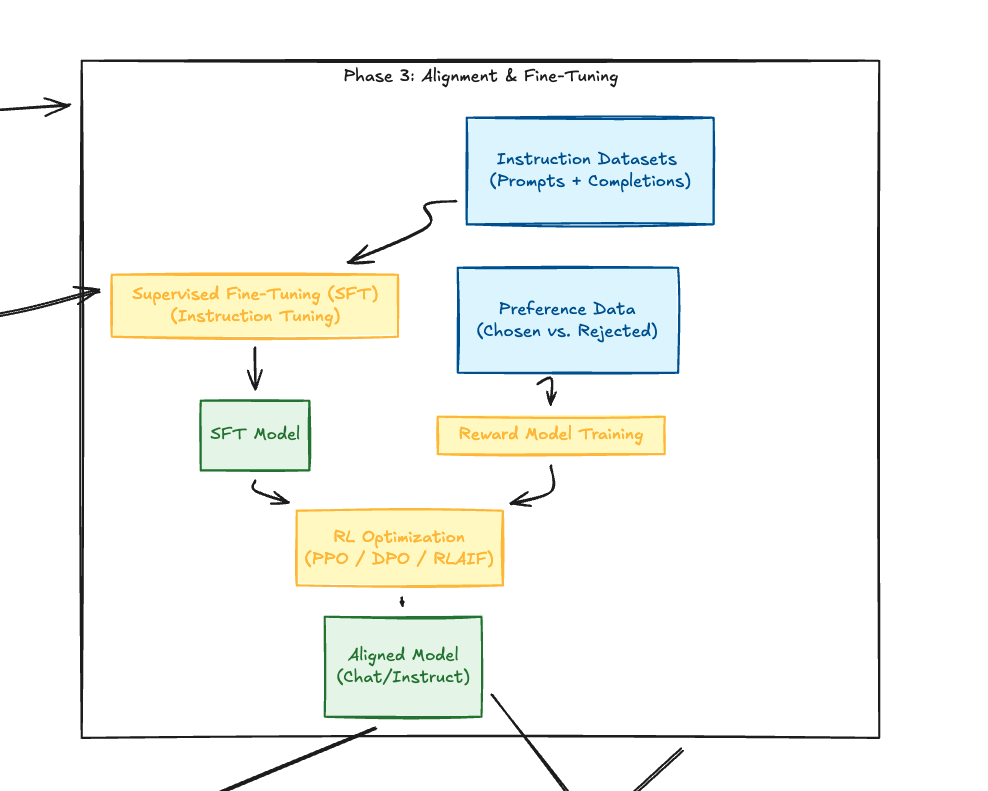 Phase 3: Alignment & Fine-Tuning
Instruction Datasets
(Prompts + Completions)
Supervised Fine-Tuning (SFT)
(Instruction Tuning)
Preference Data
(Chosen vs. Rejected)
SFT Model
Reward Model Training
RL Optimization
(PPO / DPO / RLAIF)
Aligned Model
(Chat/Instruct)